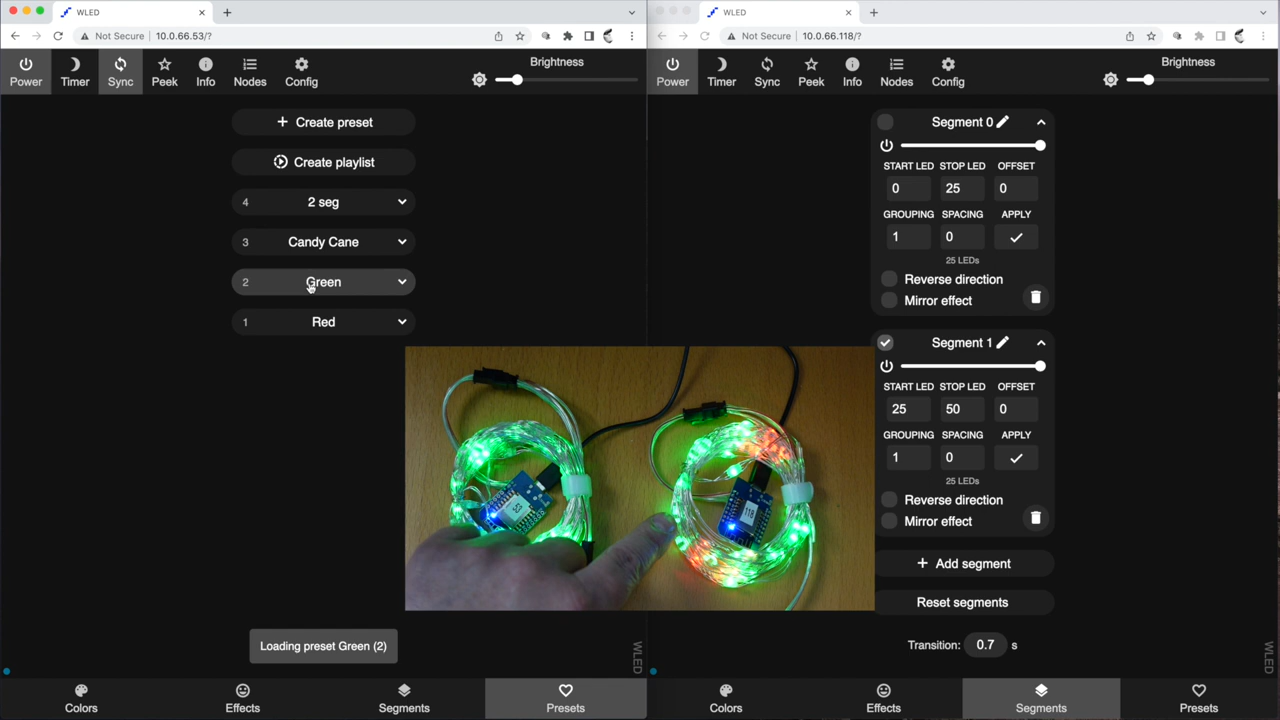 WLED
Not Secure 10.0.66.53/?
Power
Timer
Sync
Peek
Info
Nodes
Config
Brightness
Create preset
Create playlist
4 2 seg
3 Candy Cane
2 Green
1 Red
Loading preset Green (2)
WLED
Colors
Effects
Segments
Presets
WLED
Not Secure 10.0.66.118/?
Power
Timer
Sync
Peek
Info
Nodes
Config
Brightness
Segment 0
START LED STOP LED OFFSET
0 25 0
GROUPING SPACING APPLY
1 0
25 LEDs
Reverse direction
Mirror effect
Segment 1
START LED STOP LED OFFSET
25 50 0
GROUPING SPACING APPLY
1 0
25 LEDs
Reverse direction
Mirror effect
Add segment
Reset segments
Transition: 0.7 s
WLED
Colors
Effects
Segments
Presets
53
118